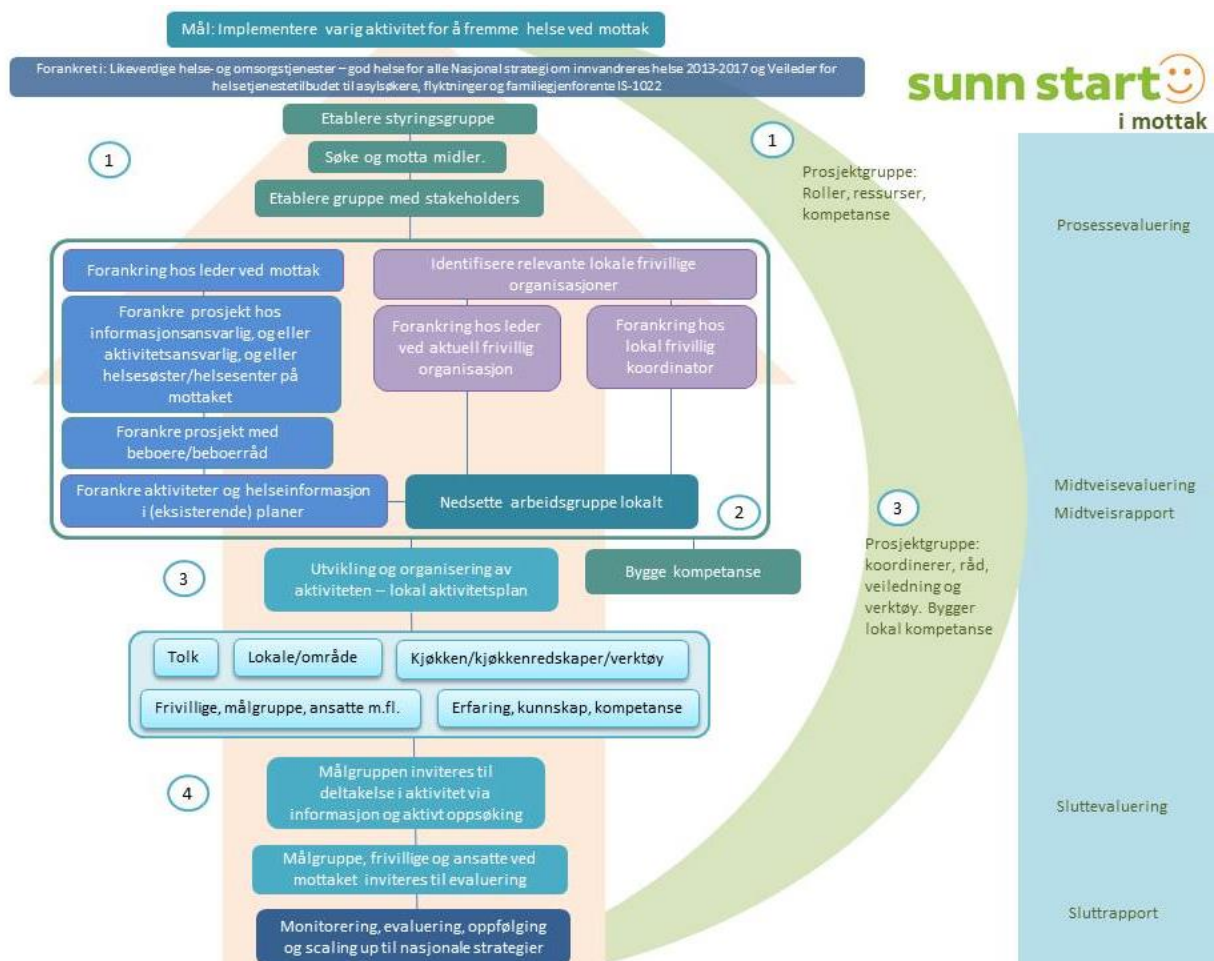 Mål: Implementere varig aktivitet for å fremme helse ved mottak
Forankret i: Likeverdige helse- og omsorgstjenester – god helse for alle Nasjonal strategi om innvandreres helse 2013-2017 og Veileder for
helsetjenestetilbudet til asylsøkere, flyktninger og familiegjenforente IS-1022
sunn start
i mottak
Etablere styringsgruppe
1
Søke og motta midler.
Etablere gruppe med stakeholders
1
Prosjektgruppe:
Roller, ressurser,
kompetanse
Prosessevaluering
Forankring hos leder ved mottak
Forankre prosjekt hos
informasjonsansvarlig, og eller
aktivitetsansvarlig, og eller
helsesøster/helsesenter på
mottaket
Forankre prosjekt med
beboere/beboerråd
Forankre aktiviteter og helseinformasjon
i (eksisterende) planer
Identifisere relevante lokale frivillige
organisasjoner
Forankring hos leder
ved aktuell frivillig
organisasjon
Forankring hos
lokal frivillig
koordinator
Nedsette arbeidsgruppe lokalt
2
Midtveisevaluering
Midtveisrapport
3
Prosjektgruppe:
koordinerer, råd,
veiledning og
verktøy. Bygger
lokal kompetanse
3
Utvikling og organisering av
aktiviteten – lokal aktivitetsplan
Bygge kompetanse
Tolk
Lokale/område
Kjøkken/kjøkkenredskaper/verktøy
Frivillige, målgruppe, ansatte m.fl.
Erfaring, kunnskap, kompetanse
4
Målgruppen inviteres til
deltakelse i aktivitet via
informasjon og aktivt oppsøking
Sluttevaluering
Målgruppe, frivillige og ansatte ved
mottaket inviteres til evaluering
Monitorering, evaluering, oppfølging
og scaling up til nasjonale strategier
Sluttrapport